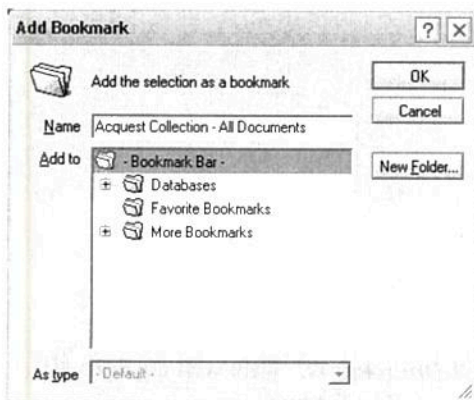 Add Bookmark
Add the selection as a bookmark
OK
Cancel
Name Acquest Collection - All Documents
Add to - Bookmark Bar -
New Folder...
Databases
Favorite Bookmarks
More Bookmarks
As type - Default -